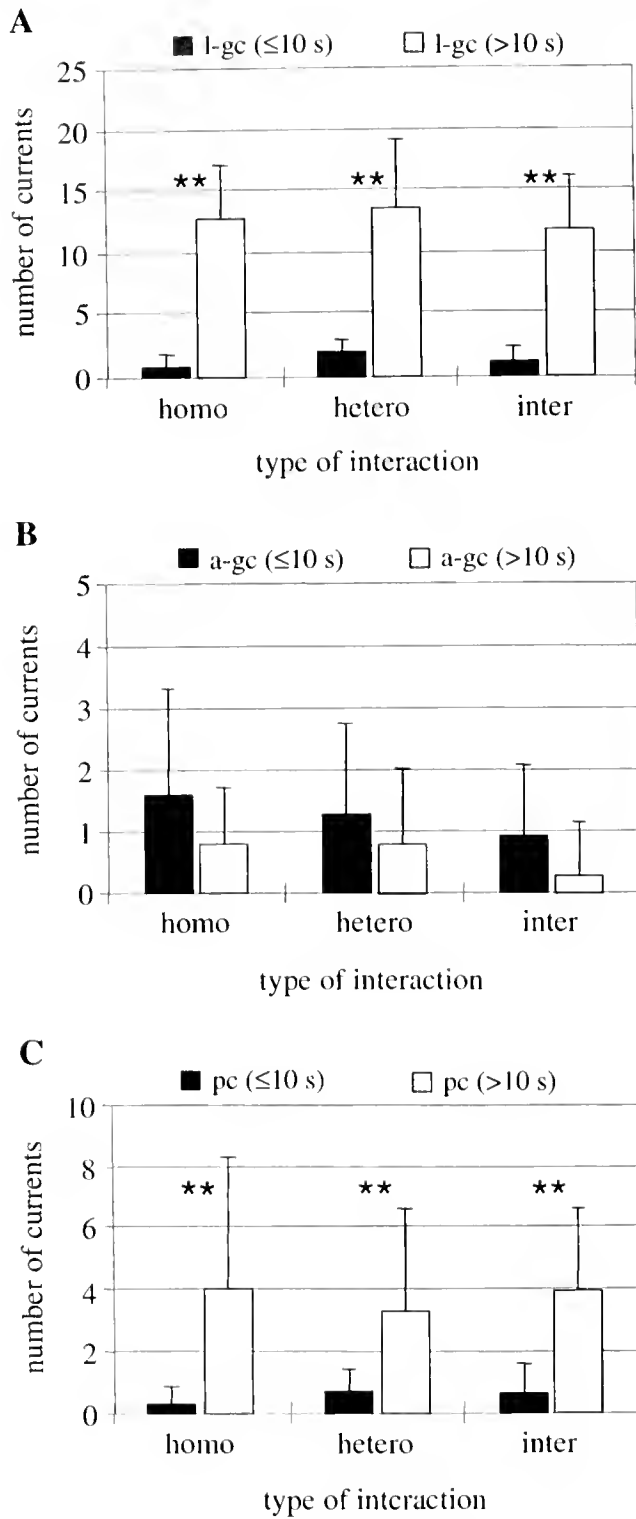 A
■ l-gc (≤10 s) □ l-gc (>10 s)
25
20
15
10
5
0
number of currents
** ** **
homo hetero inter
type of interaction
B
■ a-gc (≤10 s) □ a-gc (>10 s)
5
4
3
2
1
0
number of currents
homo hetero inter
type of interaction
C
■ pc (≤10 s) □ pc (>10 s)
10
8
6
4
2
0
number of currents
** ** **
homo hetero inter
type of interaction